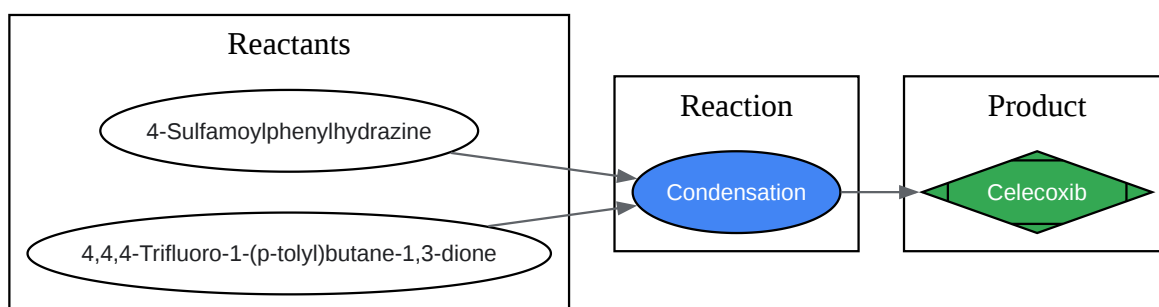 Reactants
4-Sulfamoylphenylhydrazine
4,4,4-Trifluoro-1-(p-tolyl)butane-1,3-dione
Reaction
Condensation
Product
Celecoxib